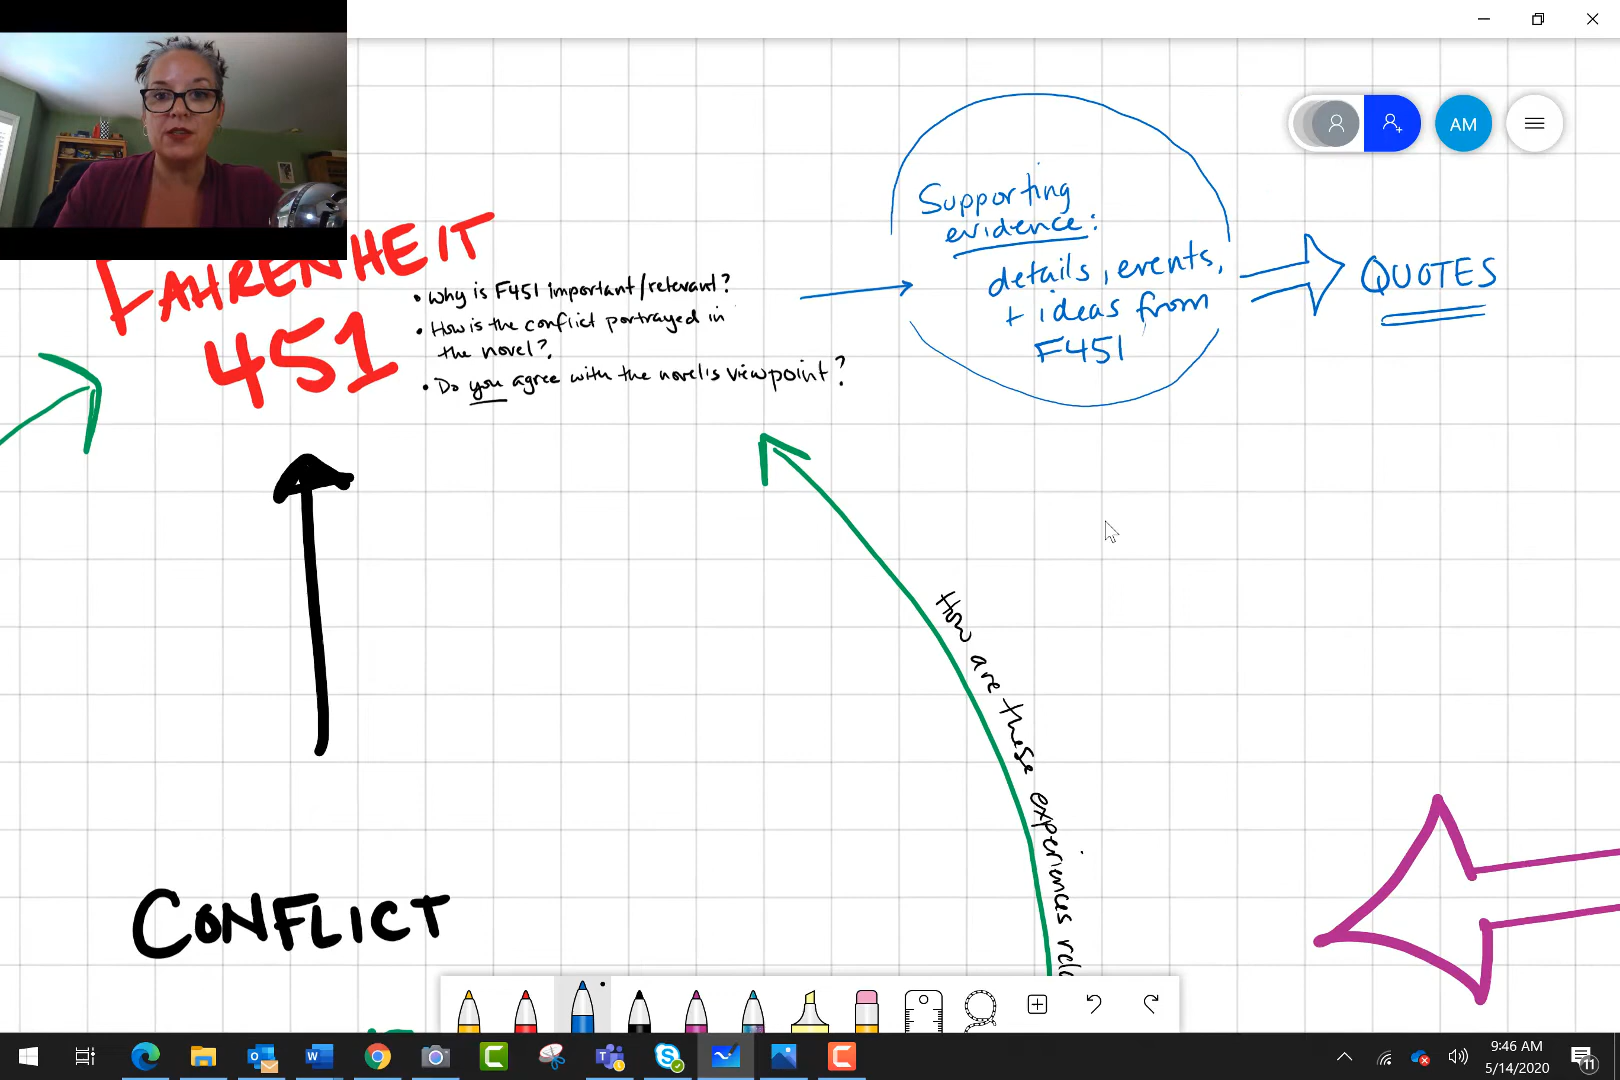 FAHRENHEIT
451
• Why is F451 important/relevant?
• How is the conflict portrayed in
the novel?
• Do you agree with the novel's viewpoint?
Supporting
evidence:
details, events,
+ ideas from
F451
QUOTES
AM
How are these experiences rela
CONFLICT
9:46 AM
5/14/2020
11